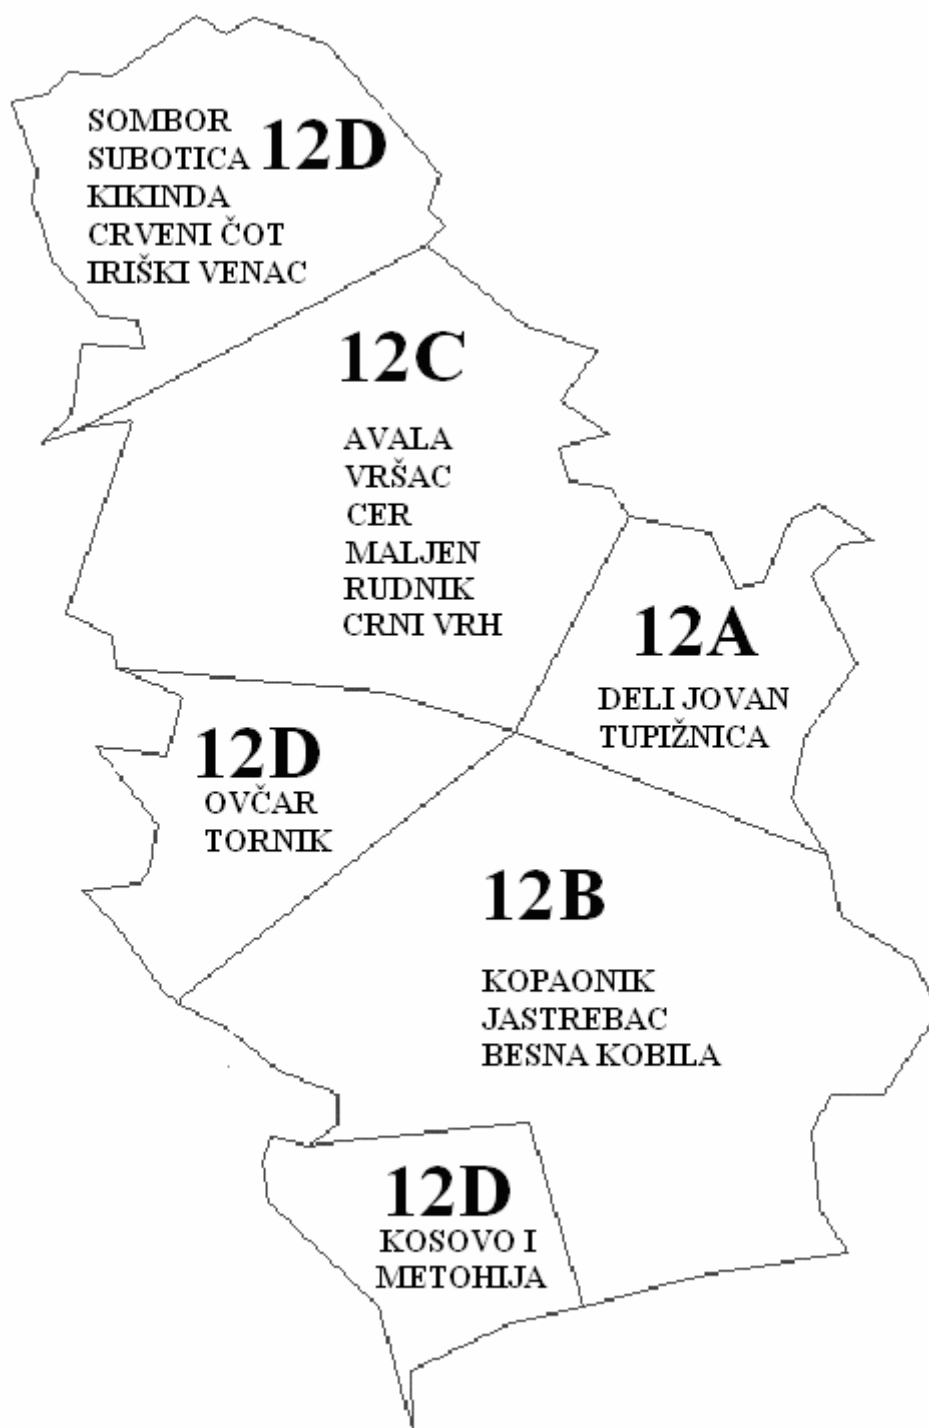 SOMBOR
SUBOTICA
KIKINDA
CRVENI ČOT
IRIŠKI VENAC
12D
12C
AVALA
VRŠAC
CER
MALJEN
RUDNIK
CRNI VRH
12A
DELI JOVAN
TUPIŽNICA
12D
OVČAR
TORNIK
12B
KOPAONIK
JASTREBAC
BESNA KOBILA
12D
KOSOVO I
METOHIJA